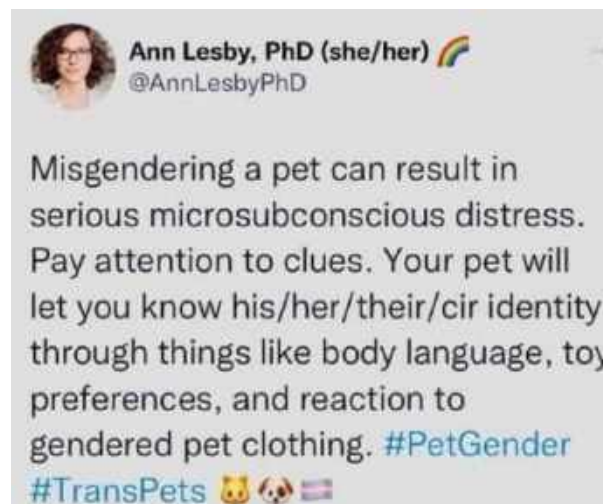 Ann Lesby, PhD (she/her) 🌈
@AnnLesbyPhD
Misgendering a pet can result in
serious microsubconscious distress.
Pay attention to clues. Your pet will
let you know his/her/their/cir identity
through things like body language, toy
preferences, and reaction to
gendered pet clothing. #PetGender
#TransPets 🐱🐶🏳️‍⚧️